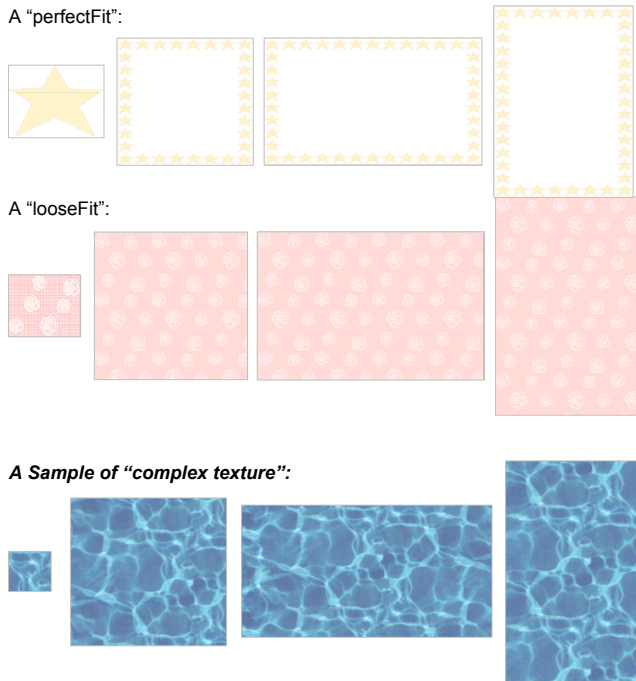 A “perfectFit”:
A “looseFit”:
A Sample of “complex texture”: